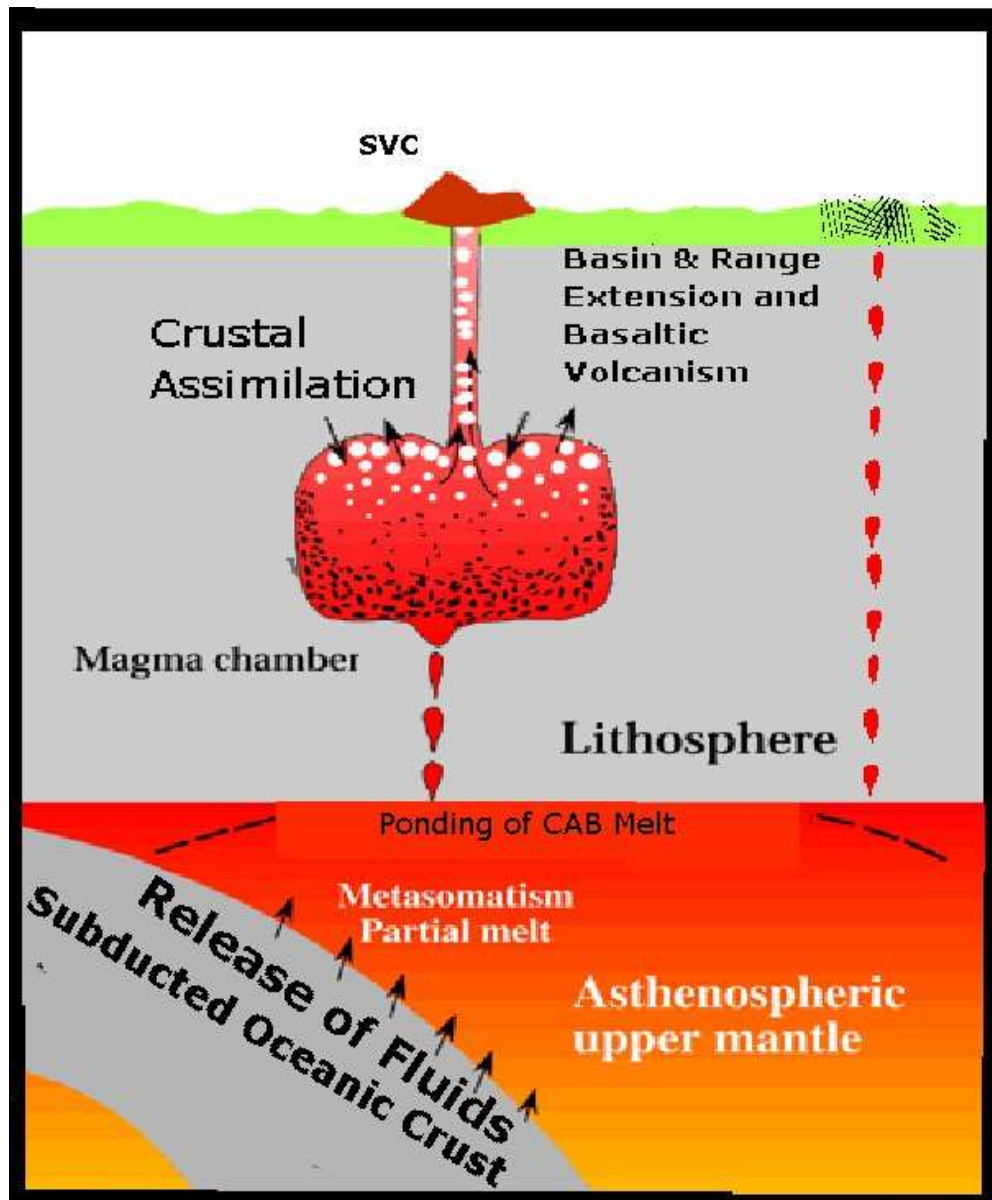 SVC
Basin & Range
Extension and
Basaltic
Volcanism
Crustal
Assimilation
Magma chamber
Lithosphere
Ponding of CAB Melt
Metasomatism
Partial melt
Release of Fluids
Subducted Oceanic Crust
Asthenospheric
upper mantle